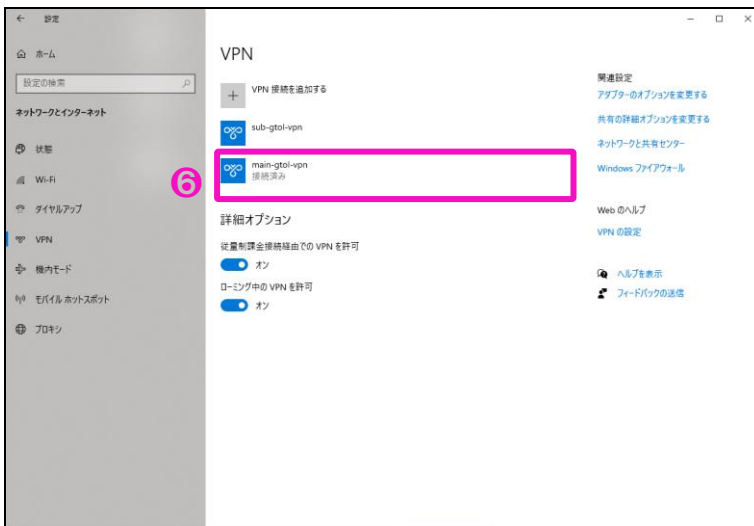 設定
ホーム
設定の検索
ネットワークとインターネット
状態
Wi-Fi
ダイヤルアップ
VPN
機内モード
モバイル ホットスポット
プロキシ
VPN
VPN 接続を追加する
sub-gtol-vpn
❻
main-gtol-vpn
接続済み
詳細オプション
従量制課金接続経由での VPN を許可
オン
ローミング中の VPN を許可
オン
関連設定
アダプターのオプションを変更する
共有の詳細オプションを変更する
ネットワークと共有センター
Windows ファイアウォール
Web のヘルプ
VPN の設定
ヘルプを表示
フィードバックの送信